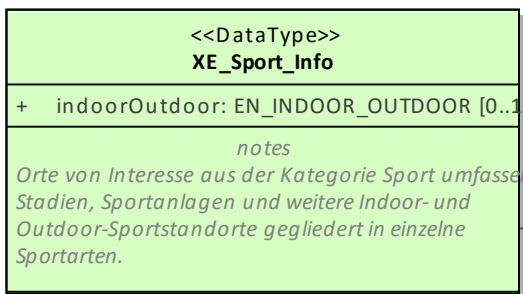 <<DataType>>
XE_Sport_Info
+ indoorOutdoor: EN_INDOOR_OUTDOOR [0..1
notes
Orte von Interesse aus der Kategorie Sport umfasse
Stadien, Sportanlagen und weitere Indoor- und
Outdoor-Sportstandorte gegliedert in einzelne
Sportarten.